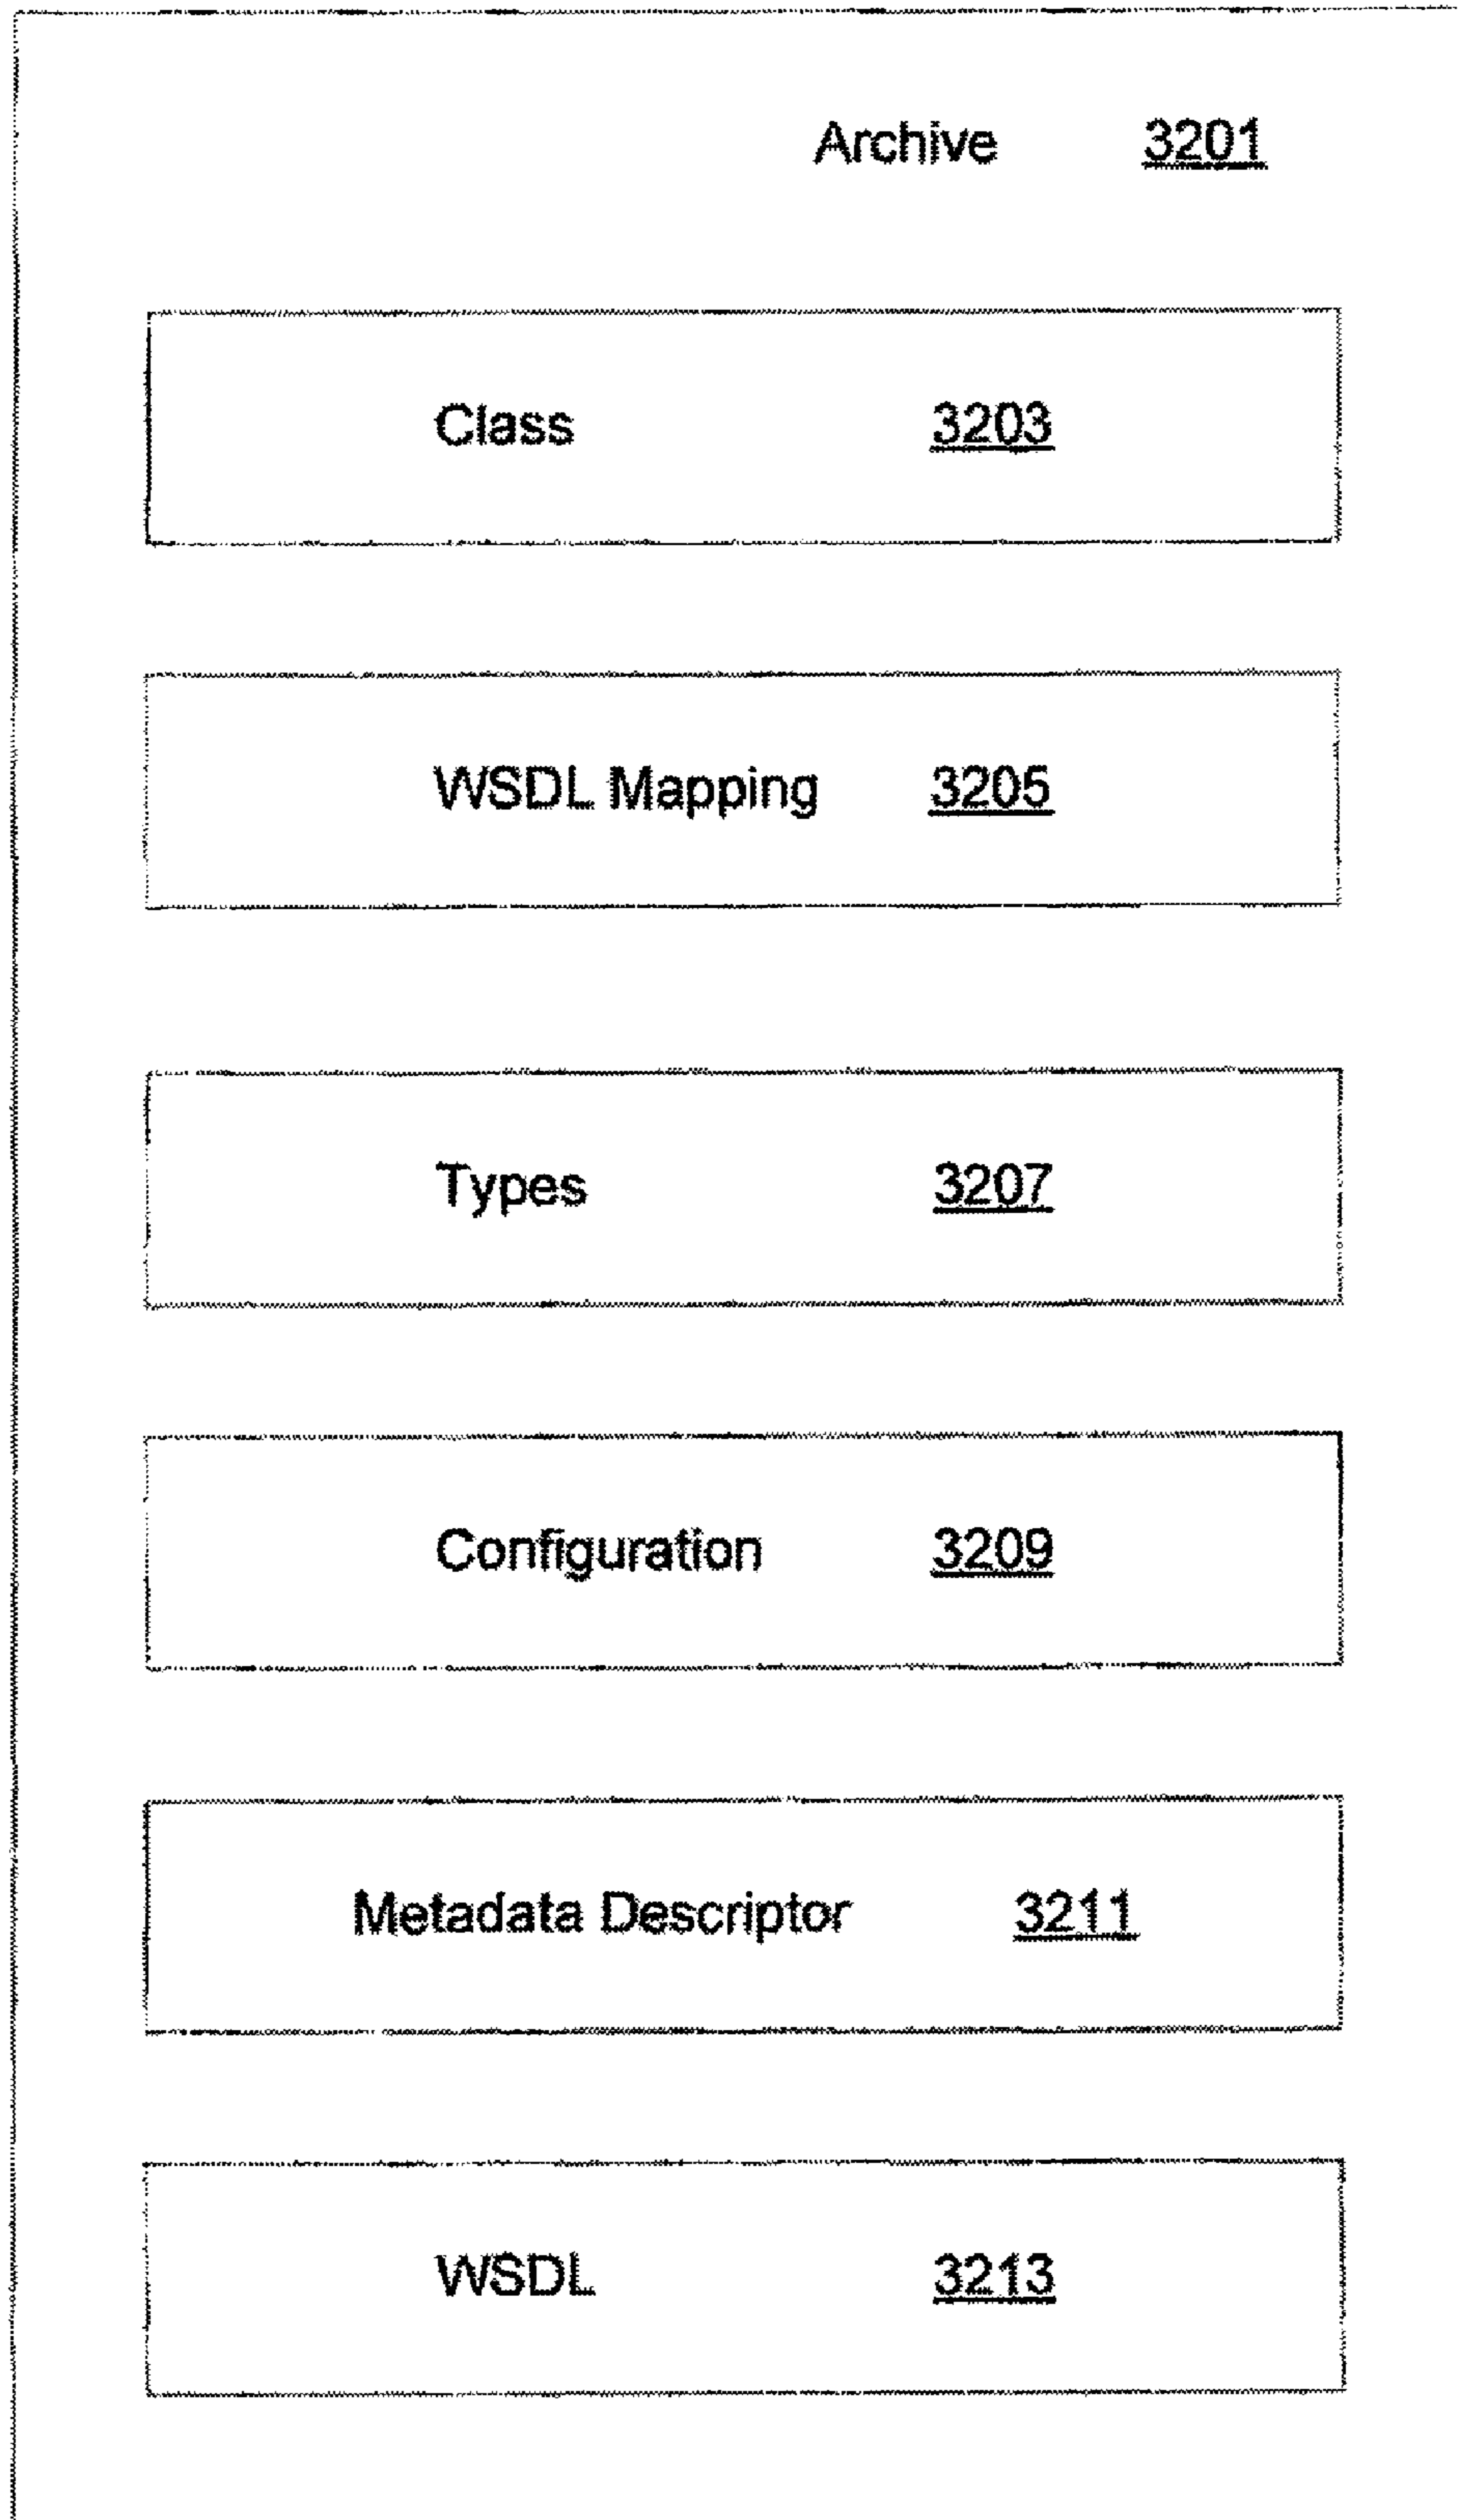 Archive 3201
Class 3203
WSDL Mapping 3205
Types 3207
Configuration 3209
Metadata Descriptor 3211
WSDL 3213